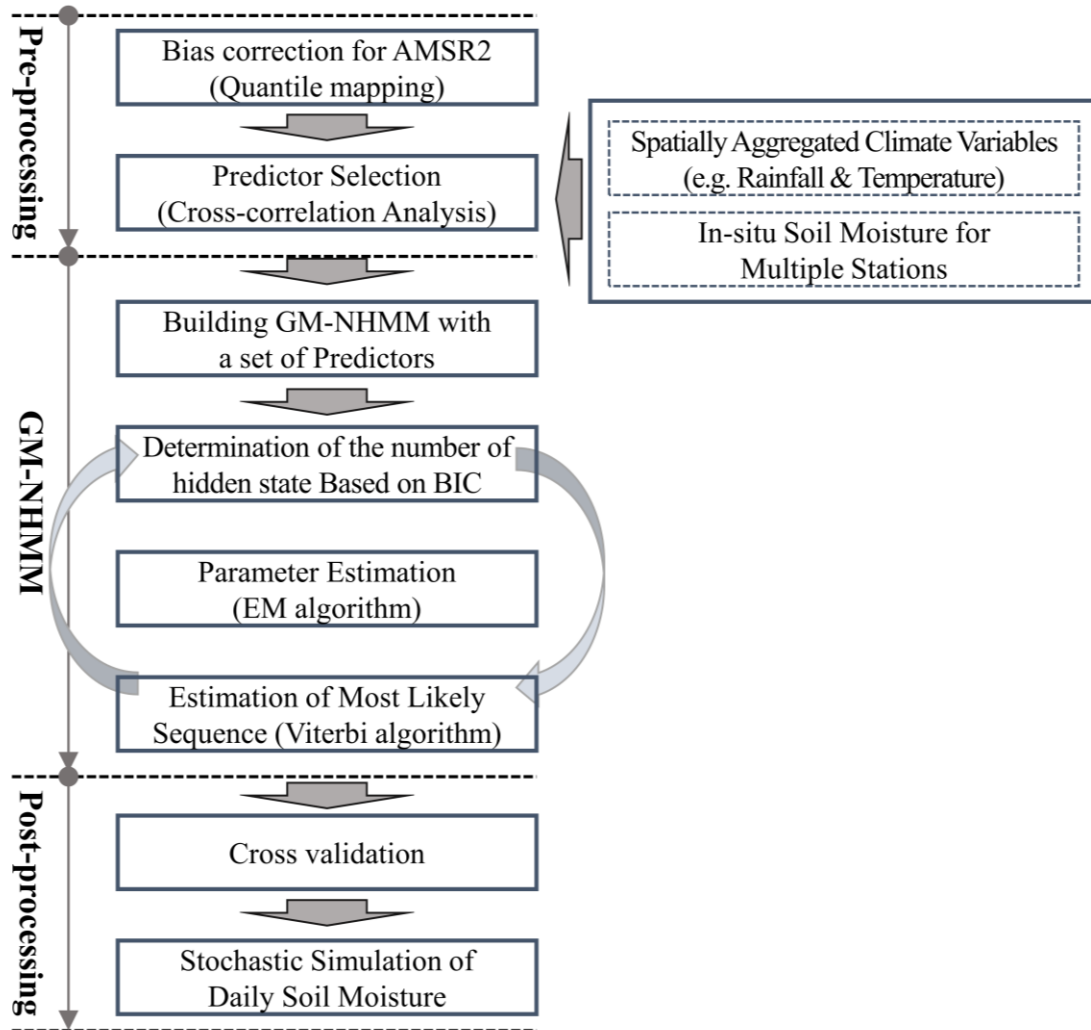 Pre-processing
Bias correction for AMSR2
(Quantile mapping)
Predictor Selection
(Cross-correlation Analysis)
Spatially Aggregated Climate Variables
(e.g. Rainfall & Temperature)
In-situ Soil Moisture for
Multiple Stations
GM-NHMM
Building GM-NHMM with
a set of Predictors
Determination of the number of
hidden state Based on BIC
Parameter Estimation
(EM algorithm)
Estimation of Most Likely
Sequence (Viterbi algorithm)
Post-processing
Cross validation
Stochastic Simulation of
Daily Soil Moisture